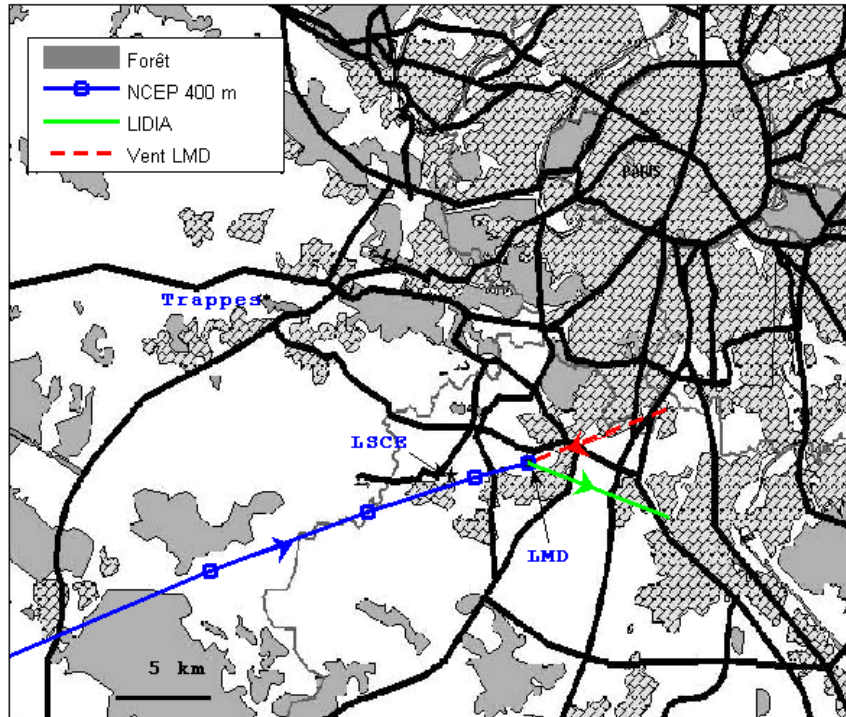 Forêt
NCEP 400 m
LIDIA
Vent LMD
PARIS
Trappes
LSCE
LMD
5 km